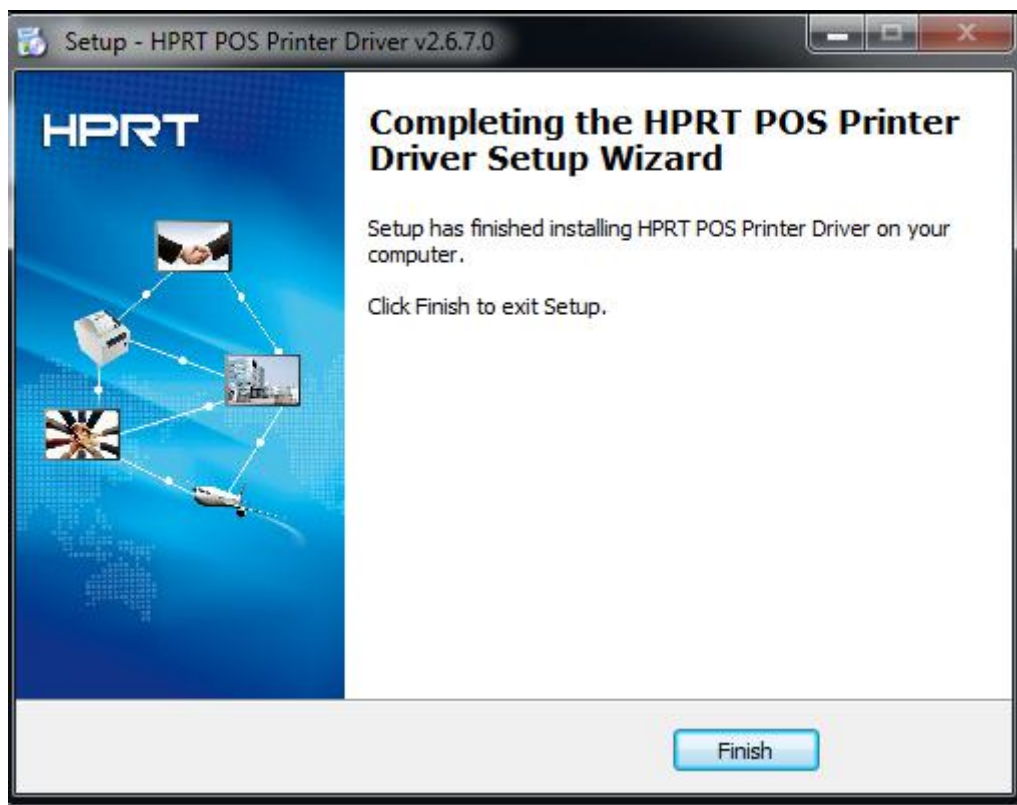 Setup - HPRT POS Printer Driver v2.6.7.0
HPRT
Completing the HPRT POS Printer
Driver Setup Wizard
Setup has finished installing HPRT POS Printer Driver on your
computer.
Click Finish to exit Setup.
Finish